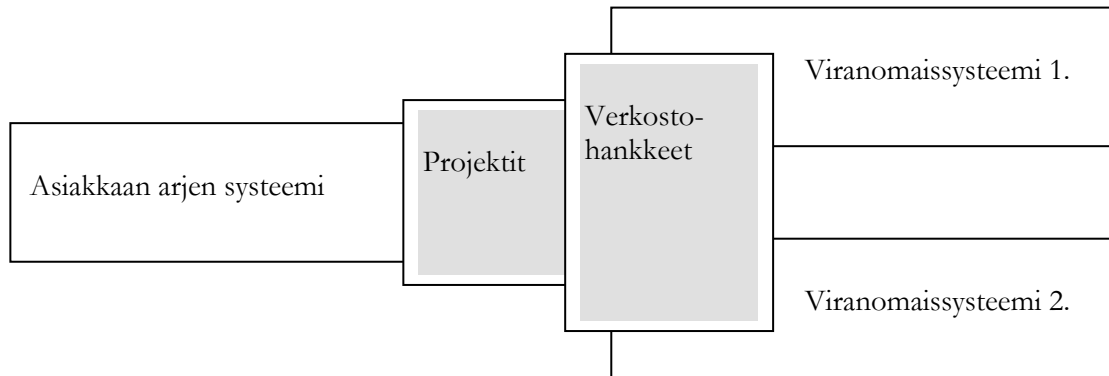 Asiakkaan arjen systeemi
Projektit
Verkosto-
hankkeet
Viranomaissysteemi 1.
Viranomaissysteemi 2.